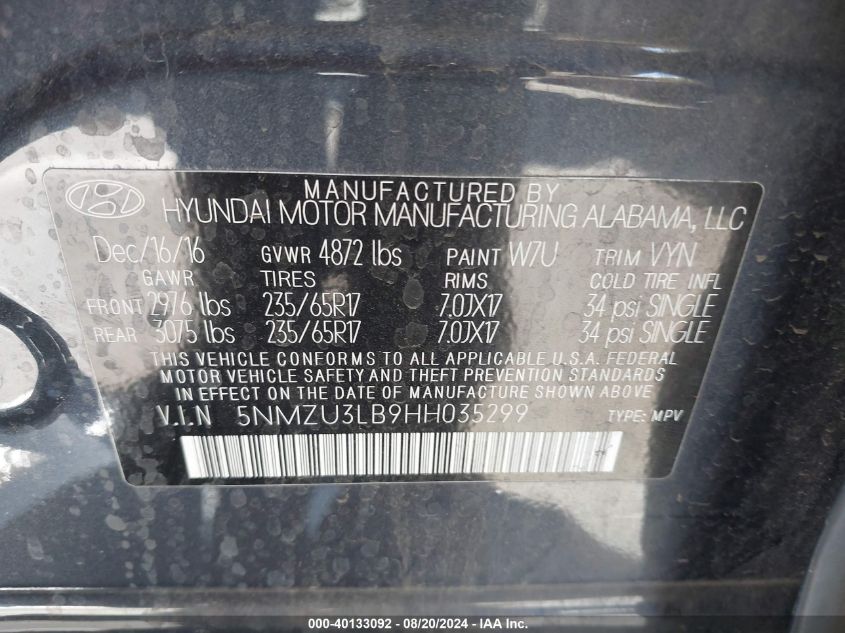 MANUFACTURED BY
HYUNDAI MOTOR MANUFACTURING ALABAMA, LLC
Dec/16/16 GVWR 4872 lbs PAINT W7U TRIM VYN
GAWR TIRES RIMS COLD TIRE INFL
FRONT 2976 lbs 235/65R17 7.0JX17 34 psi SINGLE
REAR 3075 lbs 235/65R17 7.0JX17 34 psi SINGLE
THIS VEHICLE CONFORMS TO ALL APPLICABLE U.S.A. FEDERAL
MOTOR VEHICLE SAFETY AND THEFT PREVENTION STANDARDS
IN EFFECT ON THE DATE OF MANUFACTURE SHOWN ABOVE
V.I.N 5NMZU3LB9HH035299 TYPE: MPV
000-40133092 - 08/20/2024 - IAA Inc.